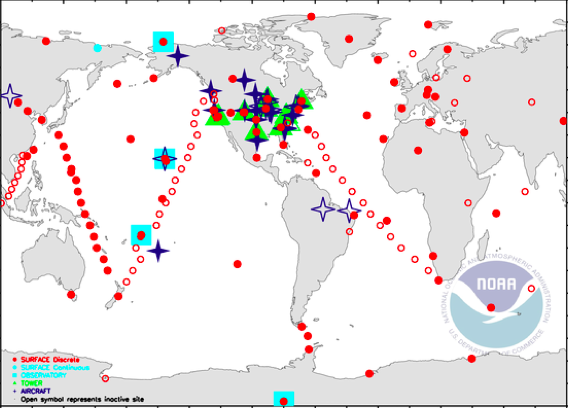 NOAA
NATIONAL OCEANIC AND ATMOSPHERIC ADMINISTRATION
U.S. DEPARTMENT OF COMMERCE
SURFACE Discrete
SURFACE Continuous
OBSERVATORY
TOWER
AIRCRAFT
Open symbol represents inactive site